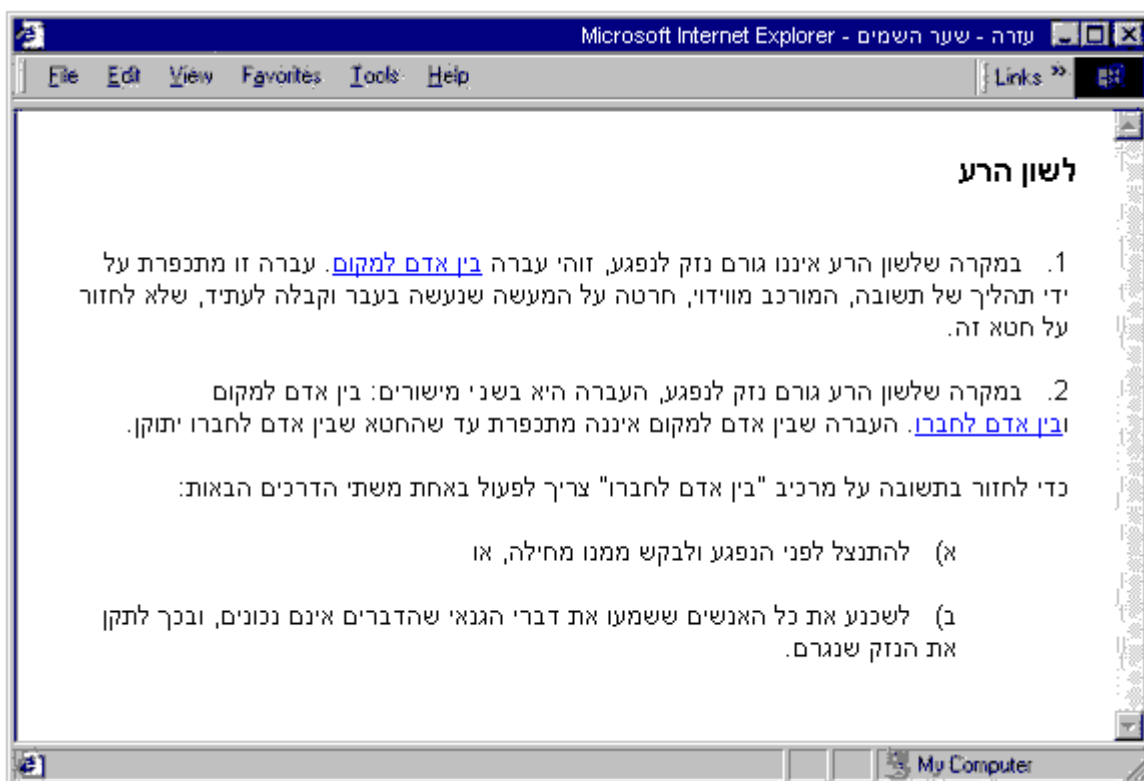 עזרה - שער השמים - Microsoft Internet Explorer
File Edit View Favorites Tools Help Links »
לשון הרע
1. במקרה שלשון הרע איננו גורם נזק לנפגע, זוהי עברה בין אדם למקום. עברה זו מתכפרת על
ידי תהליך של תשובה, המורכב מווידוי, חרטה על המעשה שנעשה בעבר וקבלה לעתיד, שלא לחזור
על חטא זה.
2. במקרה שלשון הרע גורם נזק לנפגע, העברה היא בשני מישורים: בין אדם למקום
ובין אדם לחברו. העברה שבין אדם למקום איננה מתכפרת עד שהחטא שבין אדם לחברו יתוקן.
כדי לחזור בתשובה על מרכיב "בין אדם לחברו" צריך לפעול באחת משתי הדרכים הבאות:
א) להתנצל לפני הנפגע ולבקש ממנו מחילה, או
ב) לשכנע את כל האנשים ששמעו את דברי הגנאי שהדברים אינם נכונים, ובכך לתקן
את הנזק שנגרם.
My Computer